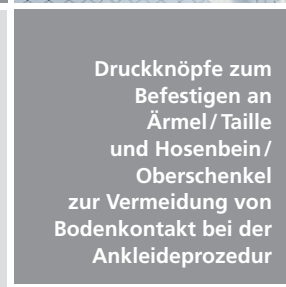 Druckknöpfe zum
Befestigen an
Ärmel / Taille
und Hosenbein /
Oberschenkel
zur Vermeidung von
Bodenkontakt bei der
Ankleideprozedur